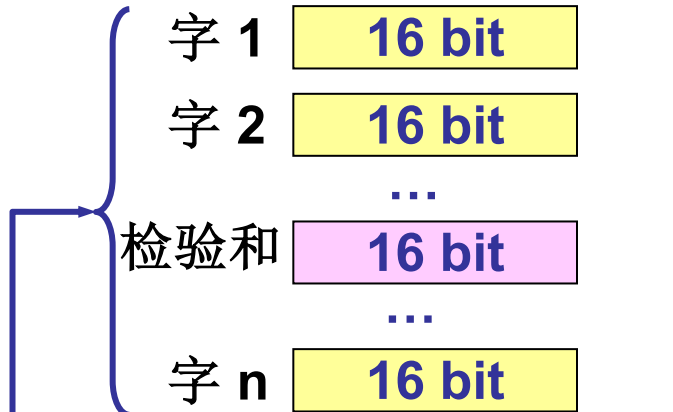 字 1 16 bit
字 2 16 bit
…
检验和 16 bit
…
字 n 16 bit